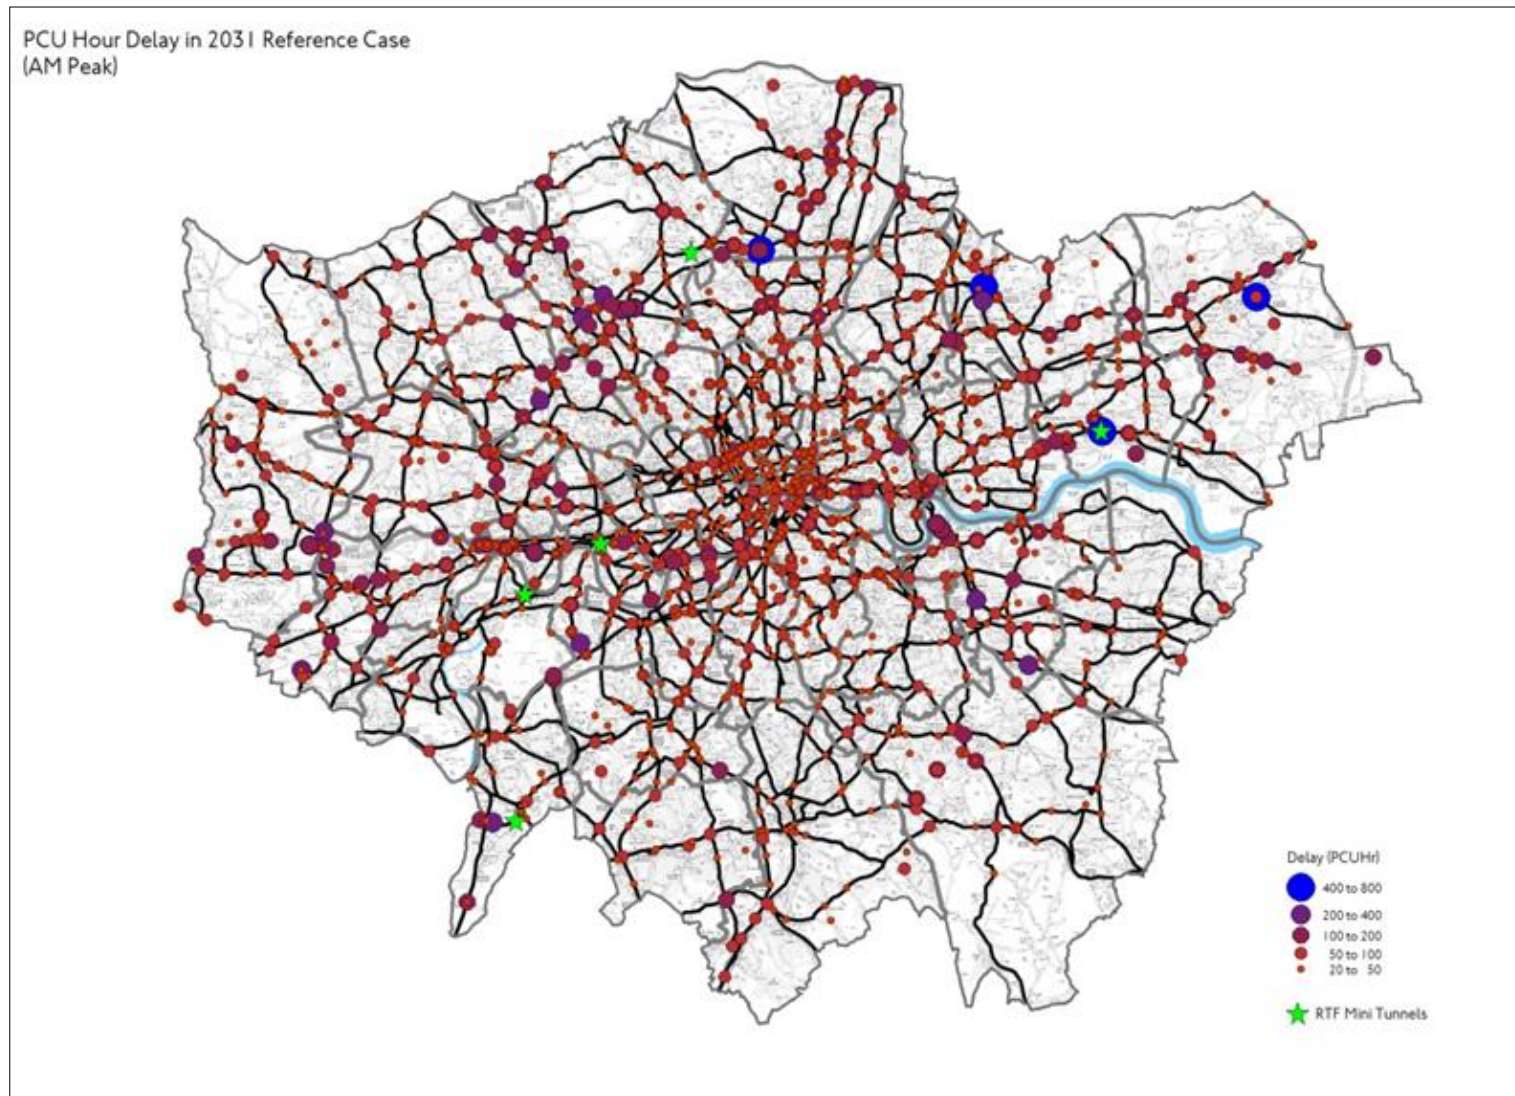 PCU Hour Delay in 2031 Reference Case
(AM Peak)
Delay (PCUHr)
400 to 800
200 to 400
100 to 200
50 to 100
20 to 50
RTF Mini Tunnels